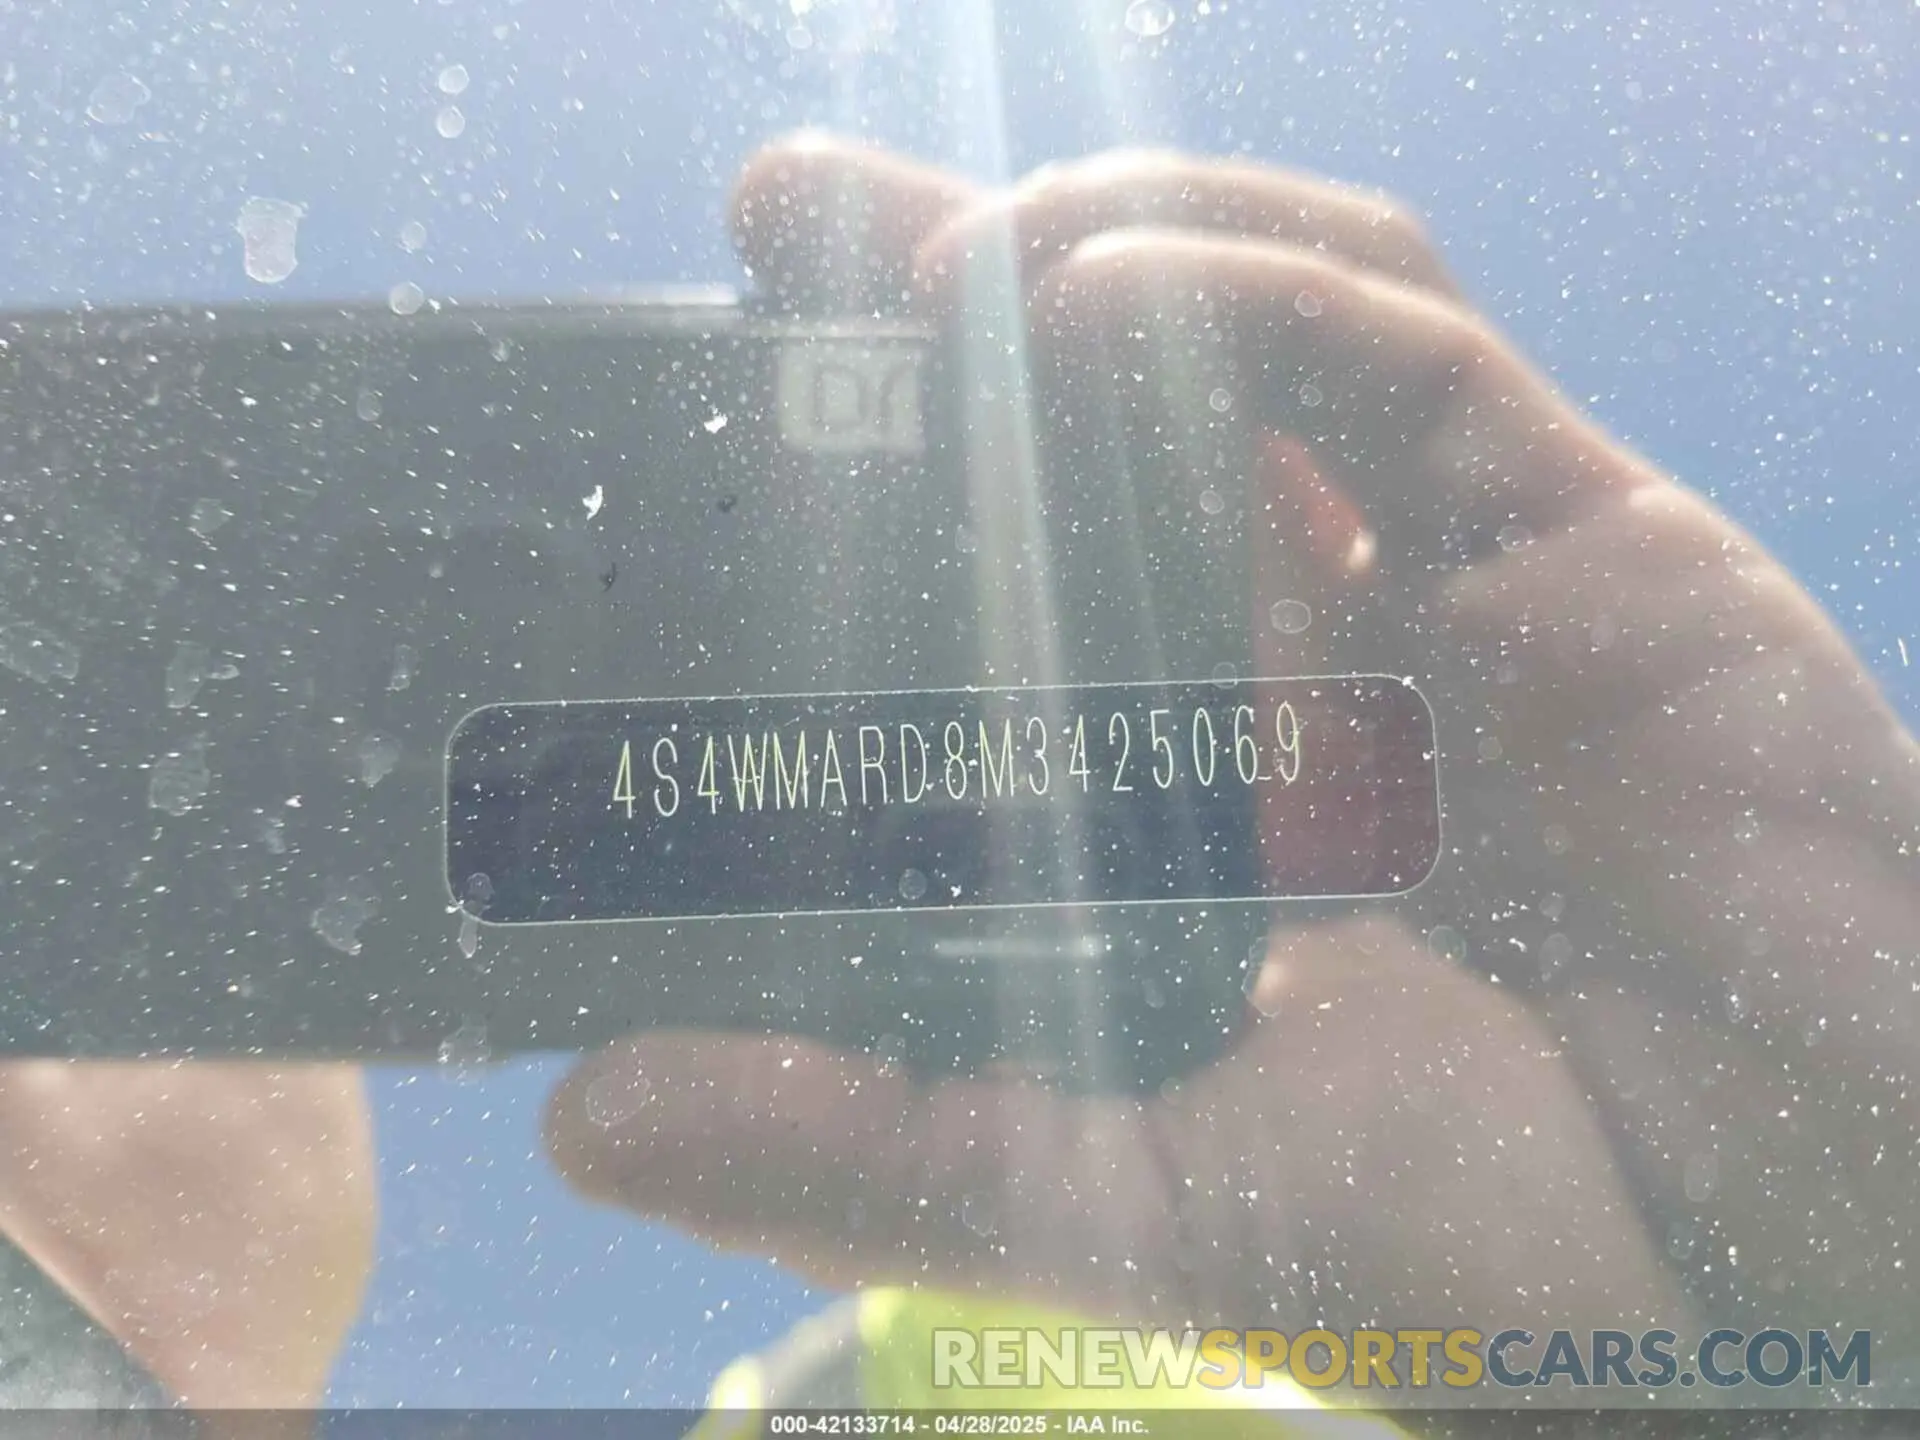 4S4WMARD8M3425069
RENEWSPORTSCARS.COM
000-42133714 - 04/28/2025 - IAA Inc.